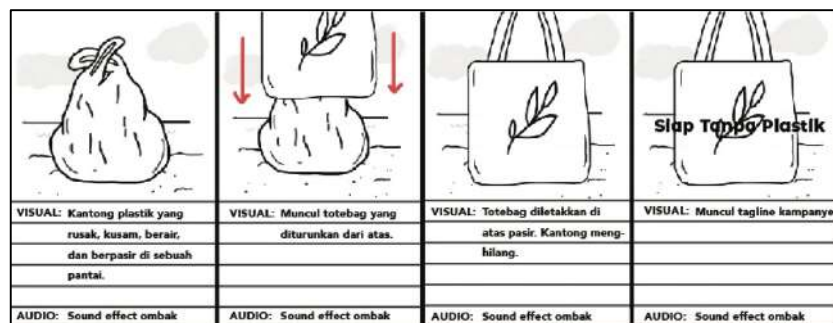 Siap Tanpa Plastik
VISUAL: Kantong plastik yang
rusak, kusam, berair,
dan berpasir di sebuah
pantai.
AUDIO: Sound effect ombak
VISUAL: Muncul totebag yang
diturunkan dari atas.
AUDIO: Sound effect ombak
VISUAL: Totebag diletakkan di
atas pasir. Kantong meng-
hilang.
AUDIO: Sound effect ombak
VISUAL: Muncul tagline kampanye
AUDIO: Sound effect ombak